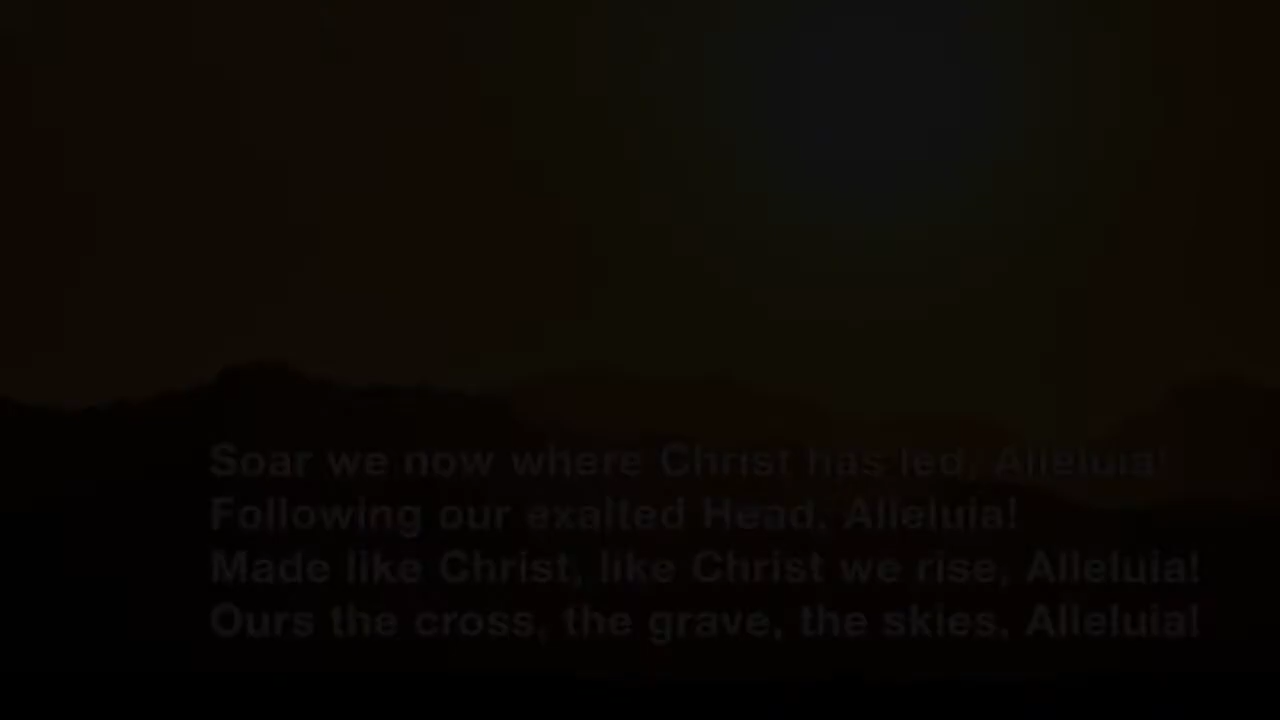 Soar we now where Christ has led, Alleluia!
Following our exalted Head, Alleluia!
Made like Christ, like Christ we rise, Alleluia!
Ours the cross, the grave, the skies, Alleluia!